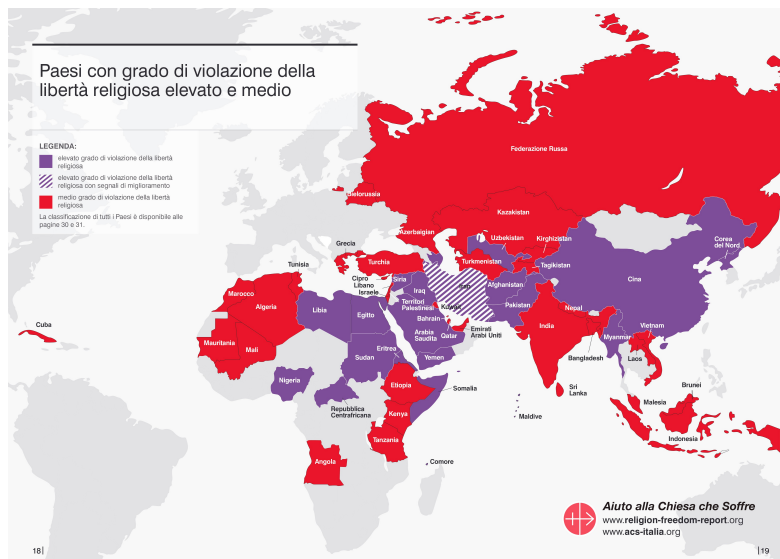 Paesi con grado di violazione della
libertà religiosa elevato e medio
LEGENDA:
elevato grado di violazione della libertà
religiosa
elevato grado di violazione della libertà
religiosa con segnali di miglioramento
medio grado di violazione della libertà
religiosa
La classificazione di tutti i Paesi è disponibile alle
pagine 30 e 31.
Federazione Russa
Bielorussia
Kazakistan
Azerbaigian
Uzbekistan
Kirghizistan
Grecia
Turchia
Turkmenistan
Tagikistan
Corea
del Nord
Tunisia
Cipro
Libano
Israele
Siria
Iraq
Iran
Afghanistan
Cina
Marocco
Algeria
Libia
Egitto
Territori
Palestinesi
Kuwait
Pakistan
Nepal
Bahrain
Cuba
Mauritania
Mali
Arabia
Saudita
Qatar
Emirati
Arabi Uniti
India
Myanmar
Vietnam
Eritrea
Sudan
Yemen
Bangladesh
Laos
Nigeria
Etiopia
Somalia
Sri
Lanka
Brunei
Repubblica
Centrafricana
Kenya
Maldive
Malesia
Tanzania
Indonesia
Angola
Comore
Aiuto alla Chiesa che Soffre
www.religion-freedom-report.org
www.acs-italia.org
18|
|19